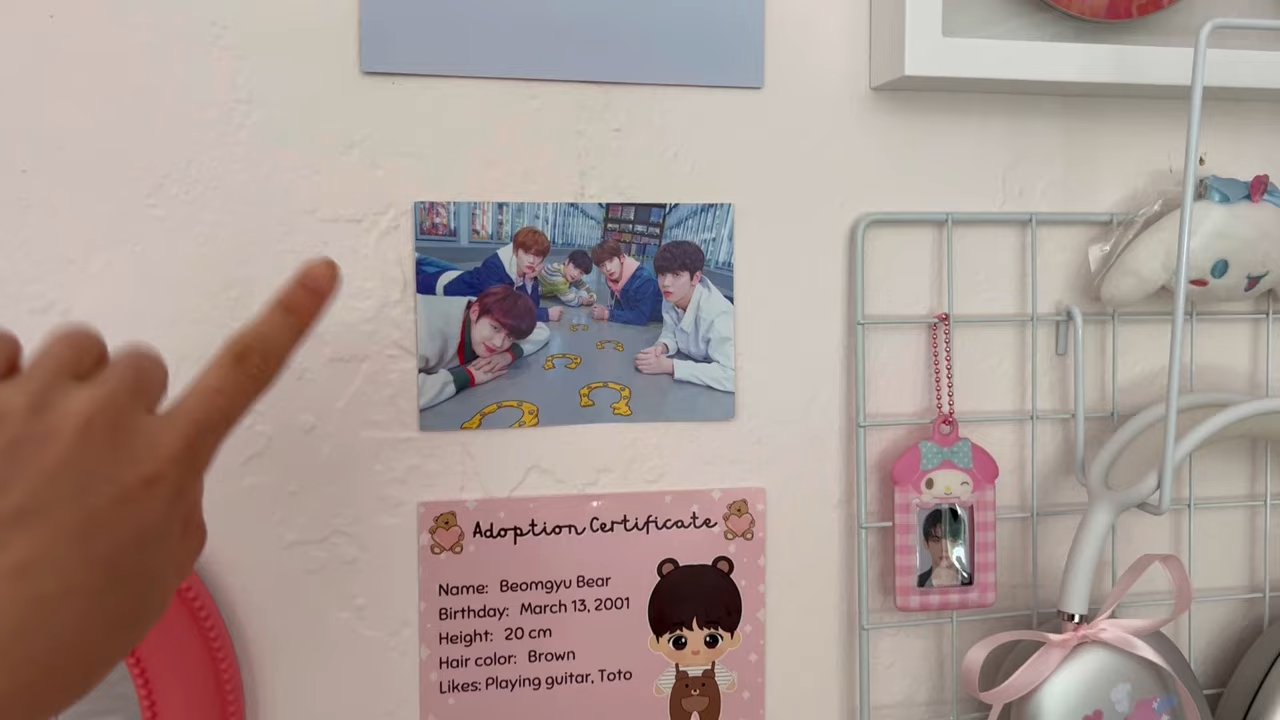 Adoption Certificate
Name: Beomgyu Bear
Birthday: March 13, 2001
Height: 20 cm
Hair color: Brown
Likes: Playing guitar, Toto